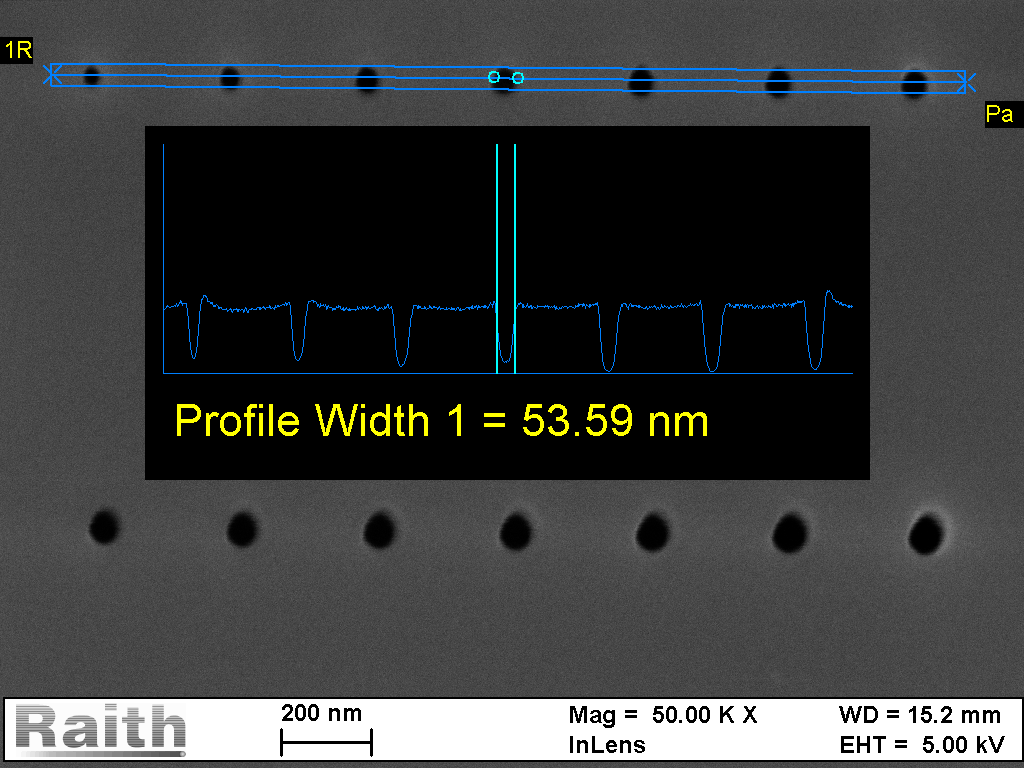 1R
Pa
Profile Width 1 = 53.59 nm
Raith
200 nm
Mag = 50.00 K X
WD = 15.2 mm
InLens
EHT = 5.00 kV